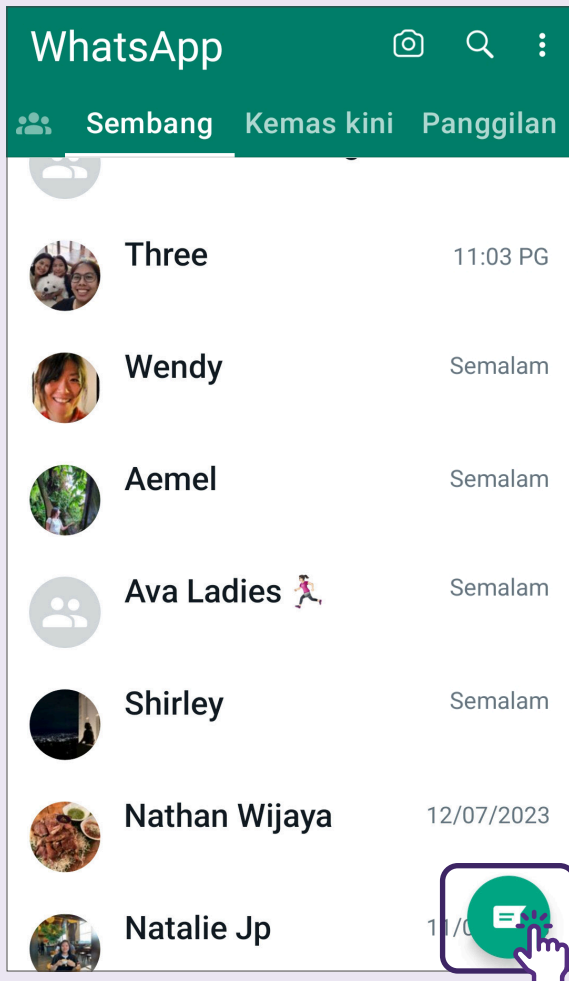 WhatsApp
Sembang Kemas kini Panggilan
Three 11:03 PG
Wendy Semalam
Aemel Semalam
Ava Ladies 🏃🏻‍♀️ Semalam
Shirley Semalam
Nathan Wijaya 12/07/2023
Natalie Jp